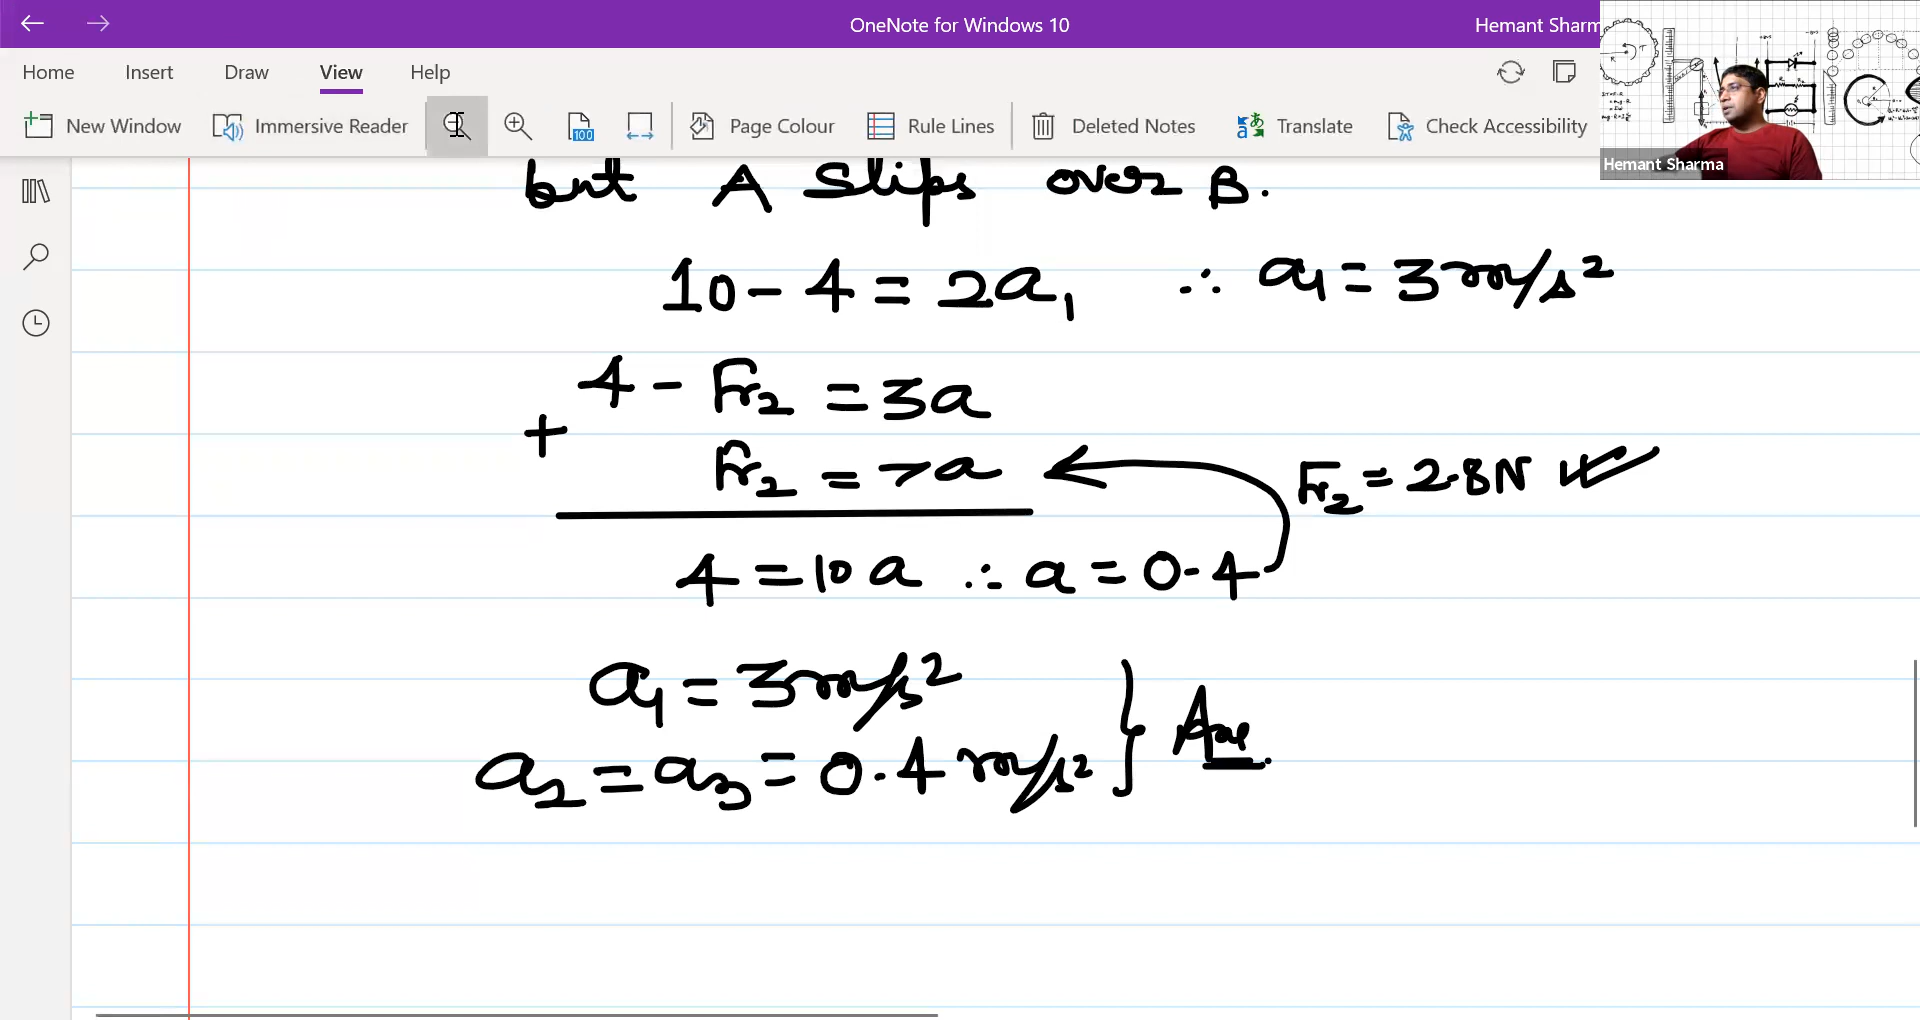 OneNote for Windows 10
Hemant Sharm
Home Insert Draw View Help
New Window Immersive Reader 100 Page Colour Rule Lines Deleted Notes Translate Check Accessibility
Hemant Sharma
but A slips over B.
10 - 4 = 2a₁ ∴ a₁ = 3m/s²
4 - Fr₂ = 3a
+
Fr₂ = 7a
Fr₂ = 2.8N
4 = 10a ∴ a = 0.4
a₁ = 3m/s²
a₂ = a₃ = 0.4 m/s²
Ans.